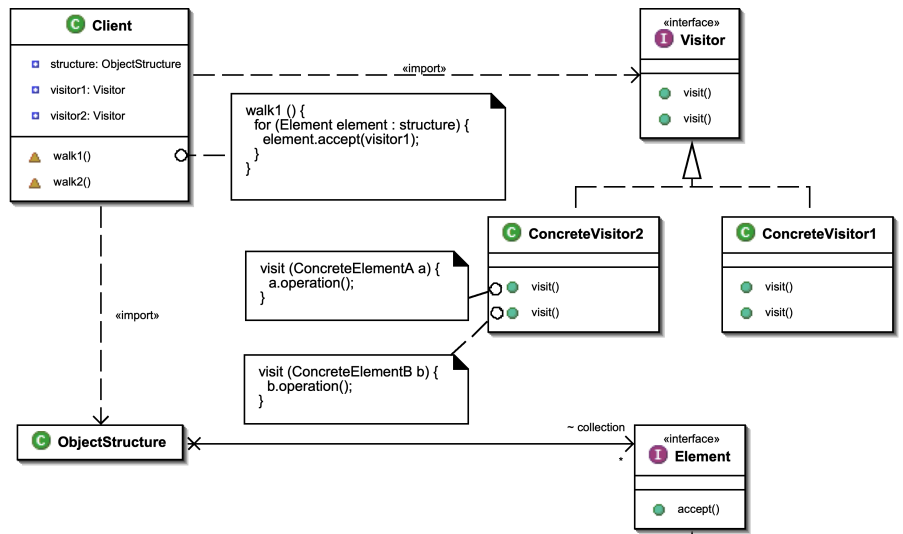 C Client
structure: ObjectStructure
visitor1: Visitor
visitor2: Visitor
walk1()
walk2()
«import»
«interface»
I Visitor
visit()
visit()
walk1 () {
for (Element element : structure) {
element.accept(visitor1);
}
}
C ConcreteVisitor2
visit()
visit()
C ConcreteVisitor1
visit()
visit()
visit (ConcreteElementA a) {
a.operation();
}
visit (ConcreteElementB b) {
b.operation();
}
«import»
C ObjectStructure
~ collection
*
«interface»
I Element
accept()